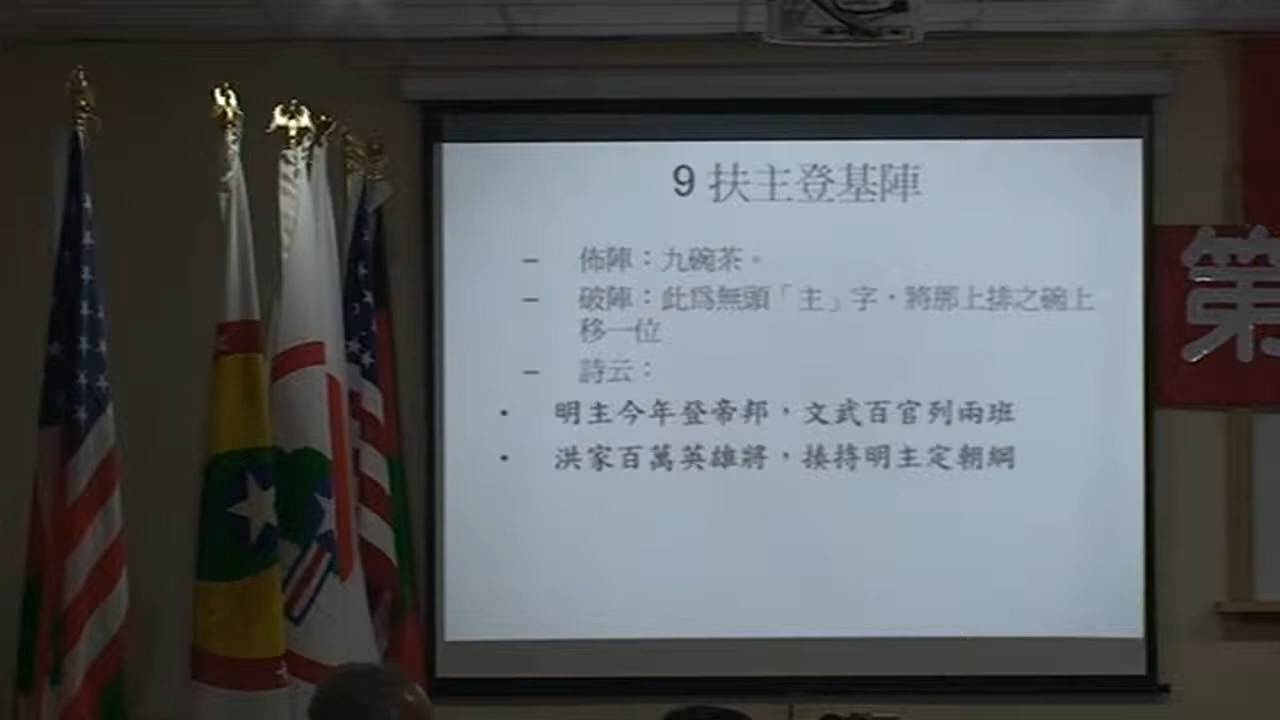 9 扶主登基陣
– 佈陣：九碗茶。
– 破陣：此為無頭「主」字，將那上排之碗上
移一位
– 詩云：
• 明主今年登帝邦，文武百官列兩班
• 洪家百萬英雄將，揍持明主定朝綱
第